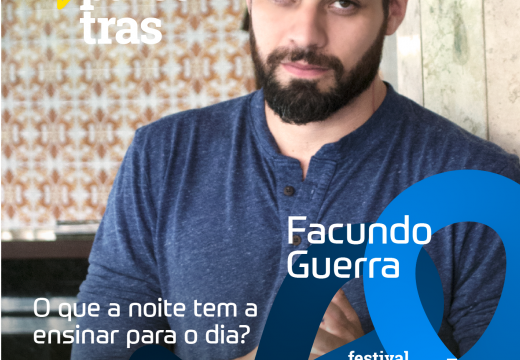 tras
Facundo
Guerra
O que a noite tem a
ensinar para o dia?
festival